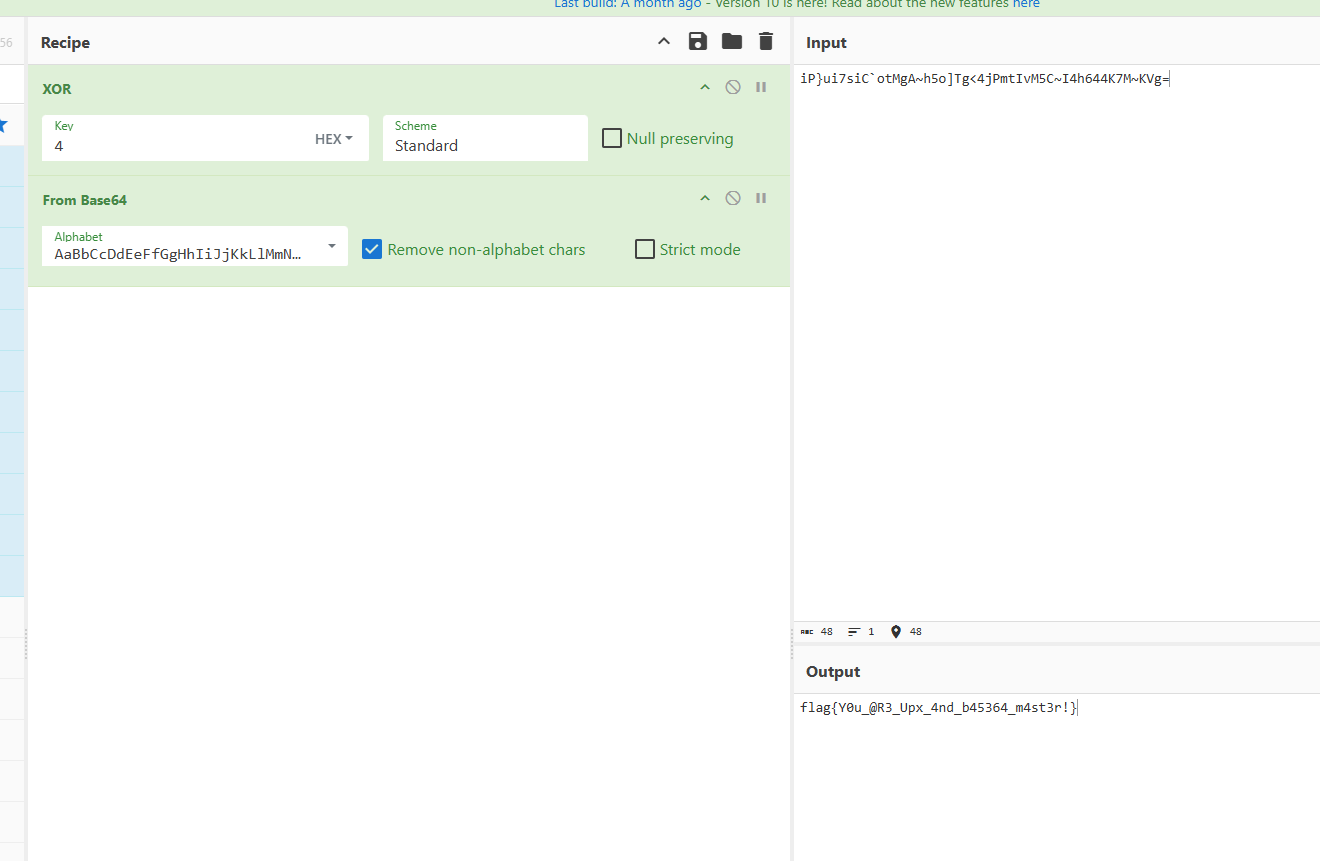 Last build: A month ago - Version 10 is here! Read about the new features here
56
Recipe
XOR
Key
4
HEX
Scheme
Standard
Null preserving
From Base64
Alphabet
AaBbCcDdEeFfGgHhIiJjKkLlMmN…
Remove non-alphabet chars
Strict mode
Input
iP}ui7siC`otMgA~h5o]Tg<4jPmtIvM5C~I4h644K7M~KVg=
ABC 48 1 48
Output
flag{Y0u_@R3_Upx_4nd_b45364_m4st3r!}